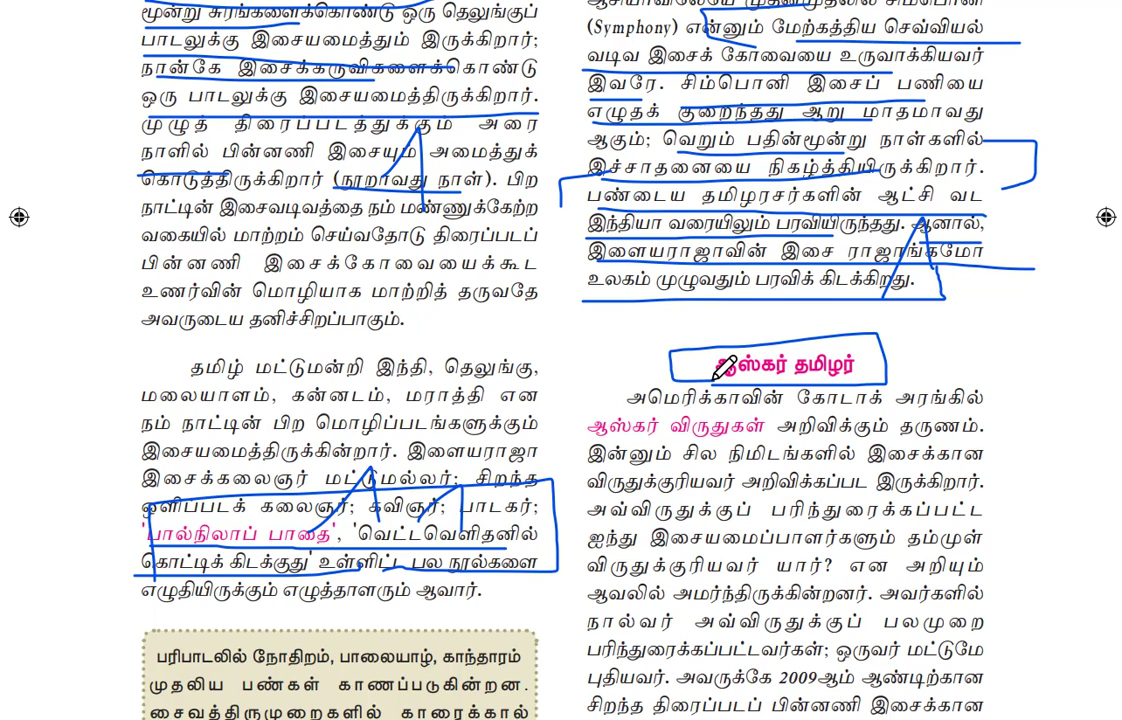 மூன்று சுரங்களைக்கொண்டு ஒரு தெலுங்குப்
பாடலுக்கு இசையமைத்தும் இருக்கிறார்;
நான்கே இசைக்கருவிகளைக்கொண்டு
ஒரு பாடலுக்கு இசையமைத்திருக்கிறார்.
முழுத் திரைப்படத்துக்கும் அரை
நாளில் பின்னணி இசையும் அமைத்துக்
கொடுத்திருக்கிறார் (நூறாவது நாள்). பிற
நாட்டின் இசைவடிவத்தை நம் மண்ணுக்கேற்ற
வகையில் மாற்றம் செய்வதோடு திரைப்படப்
பின்னணி இசைக்கோவையைக்கூட
உணர்வின் மொழியாக மாற்றித் தருவதே
அவருடைய தனிச்சிறப்பாகும்.
தமிழ் மட்டுமன்றி இந்தி, தெலுங்கு,
மலையாளம், கன்னடம், மராத்தி என
நம் நாட்டின் பிற மொழிப்படங்களுக்கும்
இசையமைத்திருக்கின்றார். இளையராஜா
இசைக்கலைஞர் மட்டுமல்லர்; சிறந்த
ஒளிப்படக் கலைஞர்; கவிஞர்; பாடகர்;
'பால்நிலாப் பாதை', 'வெட்டவெளிதனில்
கொட்டிக் கிடக்குது' உள்ளிட்ட பல நூல்களை
எழுதியிருக்கும் எழுத்தாளரும் ஆவார்.
பரிபாடலில் நோதிறம், பாலையாழ், காந்தாரம்
முதலிய பண்கள் காணப்படுகின்றன.
சைவத்திருமுறைகளில் காரைக்கால்
ஆசியாவிலேயே முதன்முதலில் சிம்பொனி
(Symphony) என்னும் மேற்கத்திய செவ்வியல்
வடிவ இசைக் கோவையை உருவாக்கியவர்
இவரே. சிம்பொனி இசைப் பணியை
எழுதக் குறைந்தது ஆறு மாதமாவது
ஆகும்; வெறும் பதின்மூன்று நாள்களில்
இச்சாதனையை நிகழ்த்தியிருக்கிறார்.
பண்டைய தமிழரசர்களின் ஆட்சி வட
இந்தியா வரையிலும் பரவியிருந்தது. ஆனால்,
இளையராஜாவின் இசை ராஜாங்கமோ
உலகம் முழுவதும் பரவிக் கிடக்கிறது.
ஆஸ்கர் தமிழர்
அமெரிக்காவின் கோடாக் அரங்கில்
ஆஸ்கர் விருதுகள் அறிவிக்கும் தருணம்.
இன்னும் சில நிமிடங்களில் இசைக்கான
விருதுக்குரியவர் அறிவிக்கப்பட இருக்கிறார்.
அவ்விருதுக்குப் பரிந்துரைக்கப்பட்ட
ஐந்து இசையமைப்பாளர்களும் தம்முள்
விருதுக்குரியவர் யார்? என அறியும்
ஆவலில் அமர்ந்திருக்கின்றனர். அவர்களில்
நால்வர் அவ்விருதுக்குப் பலமுறை
பரிந்துரைக்கப்பட்டவர்கள்; ஒருவர் மட்டுமே
புதியவர். அவருக்கே 2009ஆம் ஆண்டிற்கான
சிறந்த திரைப்படப் பின்னணி இசைக்கான